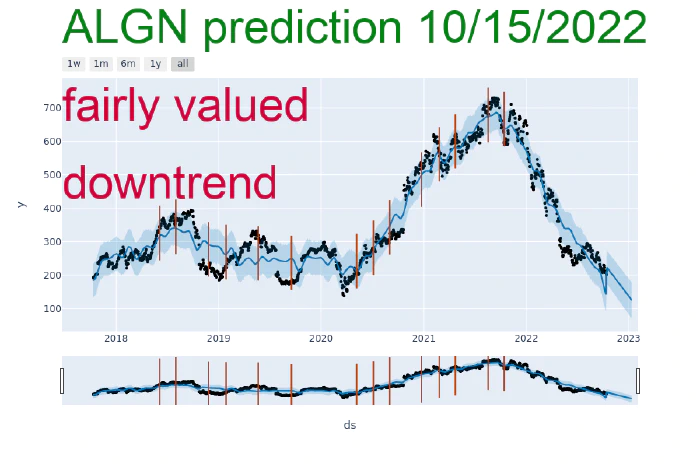 ALGN prediction 10/15/2022
1w 1m 6m 1y all
fairly valued
downtrend
y
700
600
500
400
300
200
100
2018 2019 2020 2021 2022 2023
ds